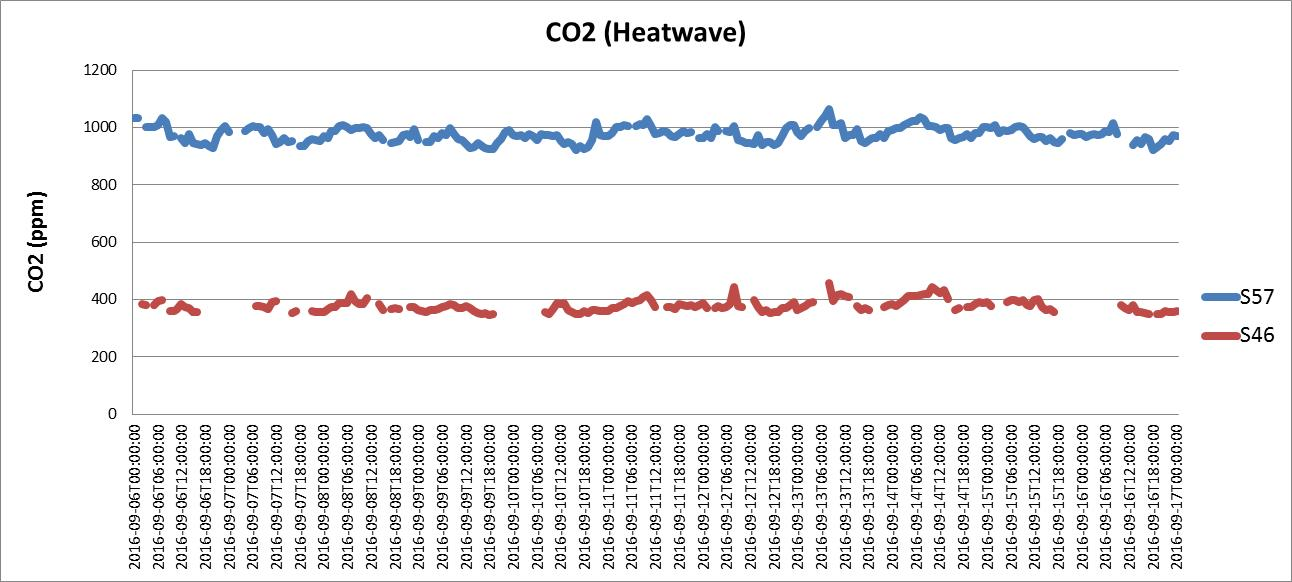 CO2 (Heatwave)
CO2 (ppm)
1200
1000
800
600
400
200
0
S57
S46
2016-09-06T00:00:00
2016-09-06T06:00:00
2016-09-06T12:00:00
2016-09-06T18:00:00
2016-09-07T00:00:00
2016-09-07T06:00:00
2016-09-07T12:00:00
2016-09-07T18:00:00
2016-09-08T00:00:00
2016-09-08T06:00:00
2016-09-08T12:00:00
2016-09-08T18:00:00
2016-09-09T00:00:00
2016-09-09T06:00:00
2016-09-09T12:00:00
2016-09-09T18:00:00
2016-09-10T00:00:00
2016-09-10T06:00:00
2016-09-10T12:00:00
2016-09-10T18:00:00
2016-09-11T00:00:00
2016-09-11T06:00:00
2016-09-11T12:00:00
2016-09-11T18:00:00
2016-09-12T00:00:00
2016-09-12T06:00:00
2016-09-12T12:00:00
2016-09-12T18:00:00
2016-09-13T00:00:00
2016-09-13T06:00:00
2016-09-13T12:00:00
2016-09-13T18:00:00
2016-09-14T00:00:00
2016-09-14T06:00:00
2016-09-14T12:00:00
2016-09-14T18:00:00
2016-09-15T00:00:00
2016-09-15T06:00:00
2016-09-15T12:00:00
2016-09-15T18:00:00
2016-09-16T00:00:00
2016-09-16T06:00:00
2016-09-16T12:00:00
2016-09-16T18:00:00
2016-09-17T00:00:00